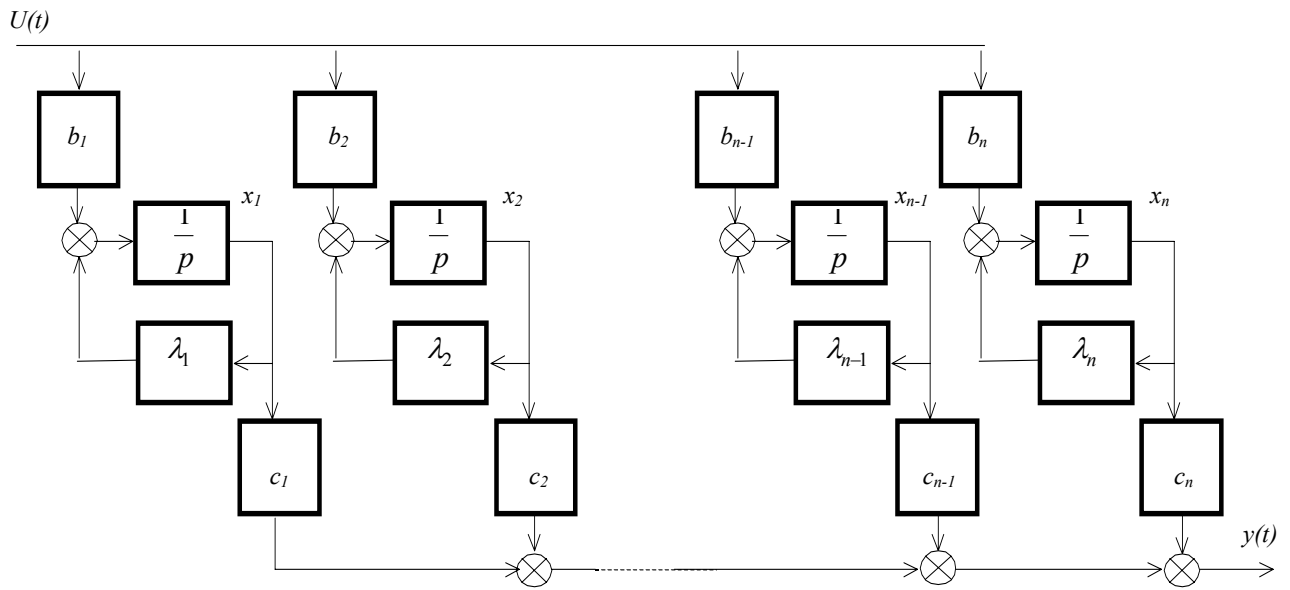 U(t)
b₁ b₂ bₙ₋₁ bₙ
x₁ x₂ xₙ₋₁ xₙ
1 1 1 1
p p p p
λ₁ λ₂ λₙ₋₁ λₙ
c₁ c₂ cₙ₋₁ cₙ
y(t)